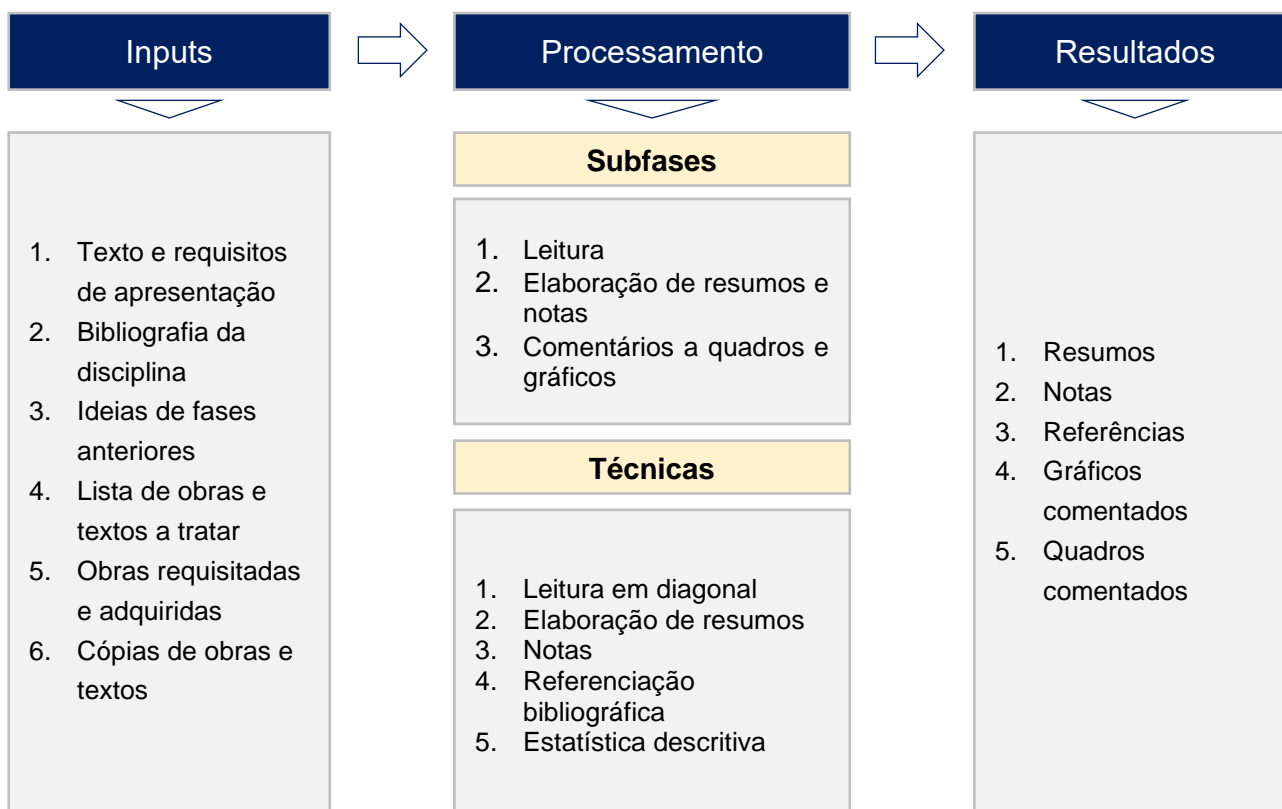 Inputs
Processamento
Resultados
1. Texto e requisitos
de apresentação
2. Bibliografia da
disciplina
3. Ideias de fases
anteriores
4. Lista de obras e
textos a tratar
5. Obras requisitadas
e adquiridas
6. Cópias de obras e
textos
Subfases
1. Leitura
2. Elaboração de resumos e
notas
3. Comentários a quadros e
gráficos
Técnicas
1. Leitura em diagonal
2. Elaboração de resumos
3. Notas
4. Referenciação
bibliográfica
5. Estatística descritiva
1. Resumos
2. Notas
3. Referências
4. Gráficos
comentados
5. Quadros
comentados